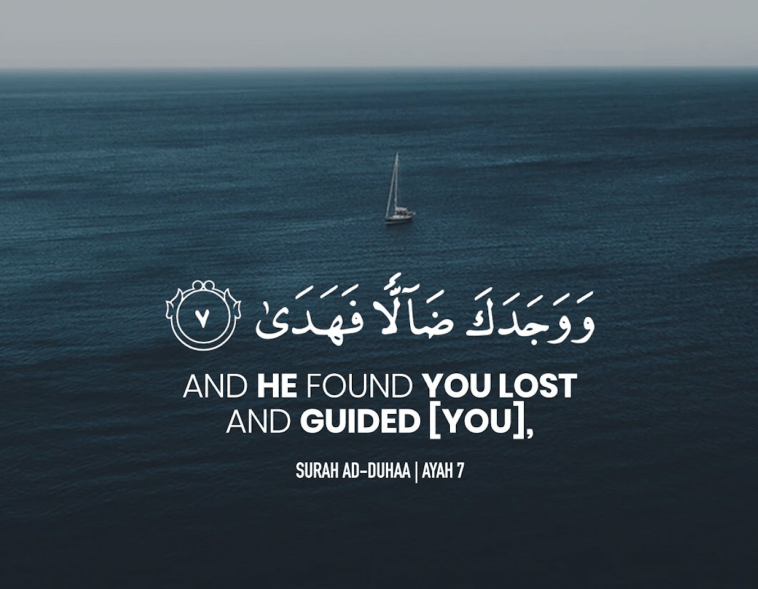 وَوَجَدَكَ ضَآلًّا فَهَدَىٰ ٧
AND HE FOUND YOU LOST
AND GUIDED [YOU],
SURAH AD-DUHAA | AYAH 7